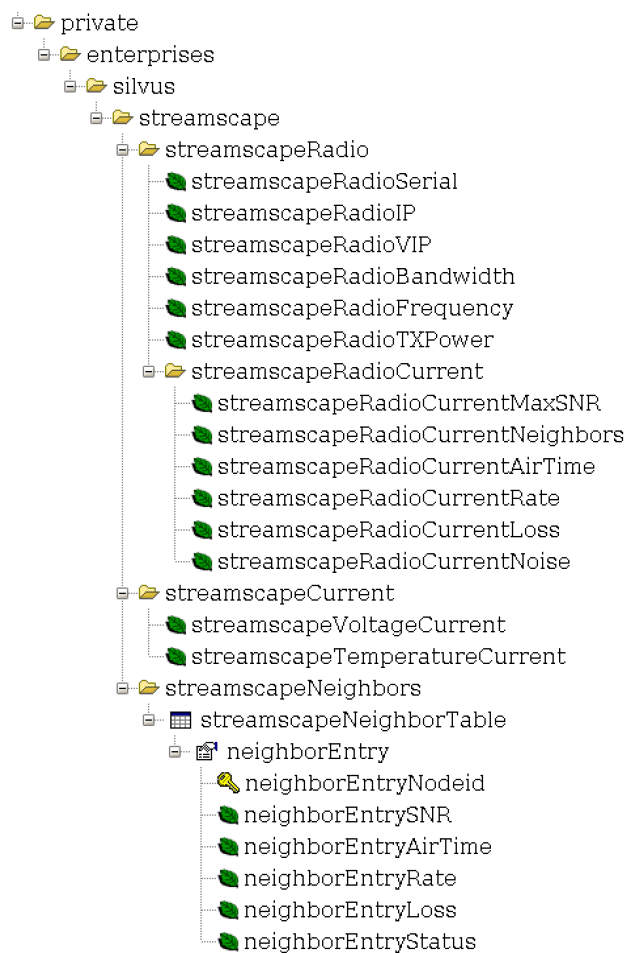 private
enterprises
silvus
streamscape
streamscapeRadio
streamscapeRadioSerial
streamscapeRadioIP
streamscapeRadioVIP
streamscapeRadioBandwidth
streamscapeRadioFrequency
streamscapeRadioTXPower
streamscapeRadioCurrent
streamscapeRadioCurrentMaxSNR
streamscapeRadioCurrentNeighbors
streamscapeRadioCurrentAirTime
streamscapeRadioCurrentRate
streamscapeRadioCurrentLoss
streamscapeRadioCurrentNoise
streamscapeCurrent
streamscapeVoltageCurrent
streamscapeTemperatureCurrent
streamscapeNeighbors
streamscapeNeighborTable
neighborEntry
neighborEntryNodeid
neighborEntrySNR
neighborEntryAirTime
neighborEntryRate
neighborEntryLoss
neighborEntryStatus